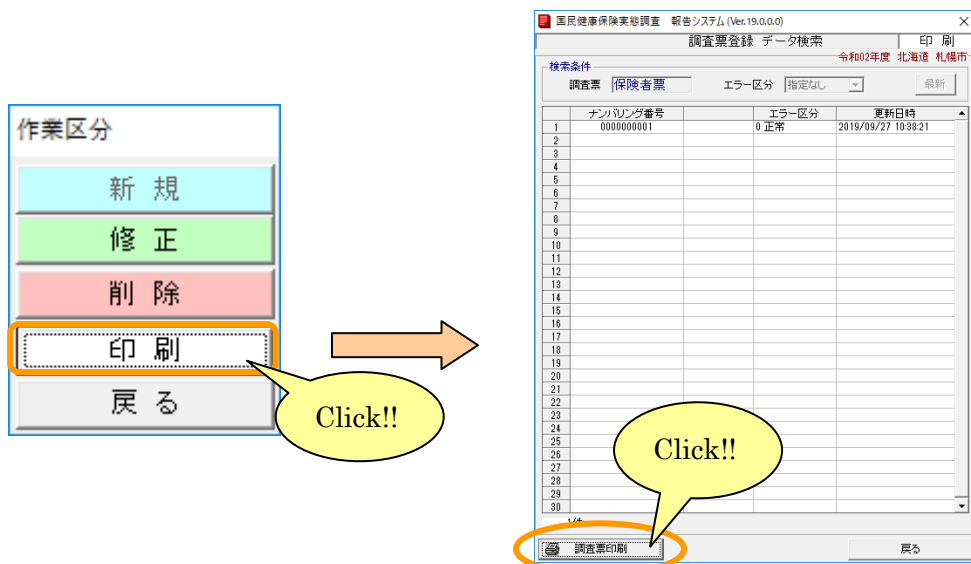 作業区分
新 規
修 正
削 除
印 刷
戻 る
Click!!
国民健康保険実態調査 報告システム (Ver.19.0.0.0)
調査票登録 データ検索
印 刷
令和02年度 北海道 札幌市
検索条件
調査票 保険者票 エラー区分 指定なし 最新
ナンバリング番号 エラー区分 更新日時
1 0000000001 0 正常 2019/09/27 10:38:21
2
3
4
5
6
7
8
9
10
11
12
13
14
15
16
17
18
19
20
21
22
23
24
25
26
27
28
29
30
Click!!
調査票印刷
戻る